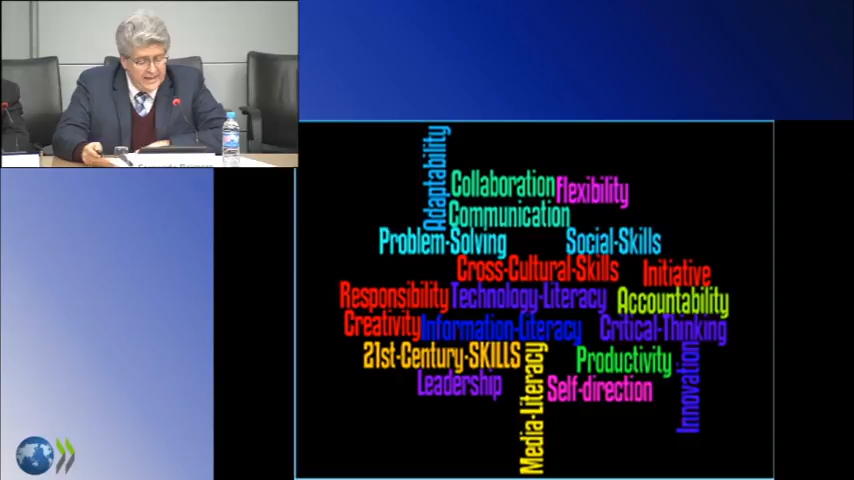 Adaptability
Collaboration
Flexibility
Communication
Problem-Solving
Social-Skills
Cross-Cultural-Skills
Initiative
Responsibility
Technology-Literacy
Accountability
Creativity
Information-Literacy
Critical-Thinking
21st-Century-SKILLS
Productivity
Innovation
Leadership
Media-Literacy
Self-direction